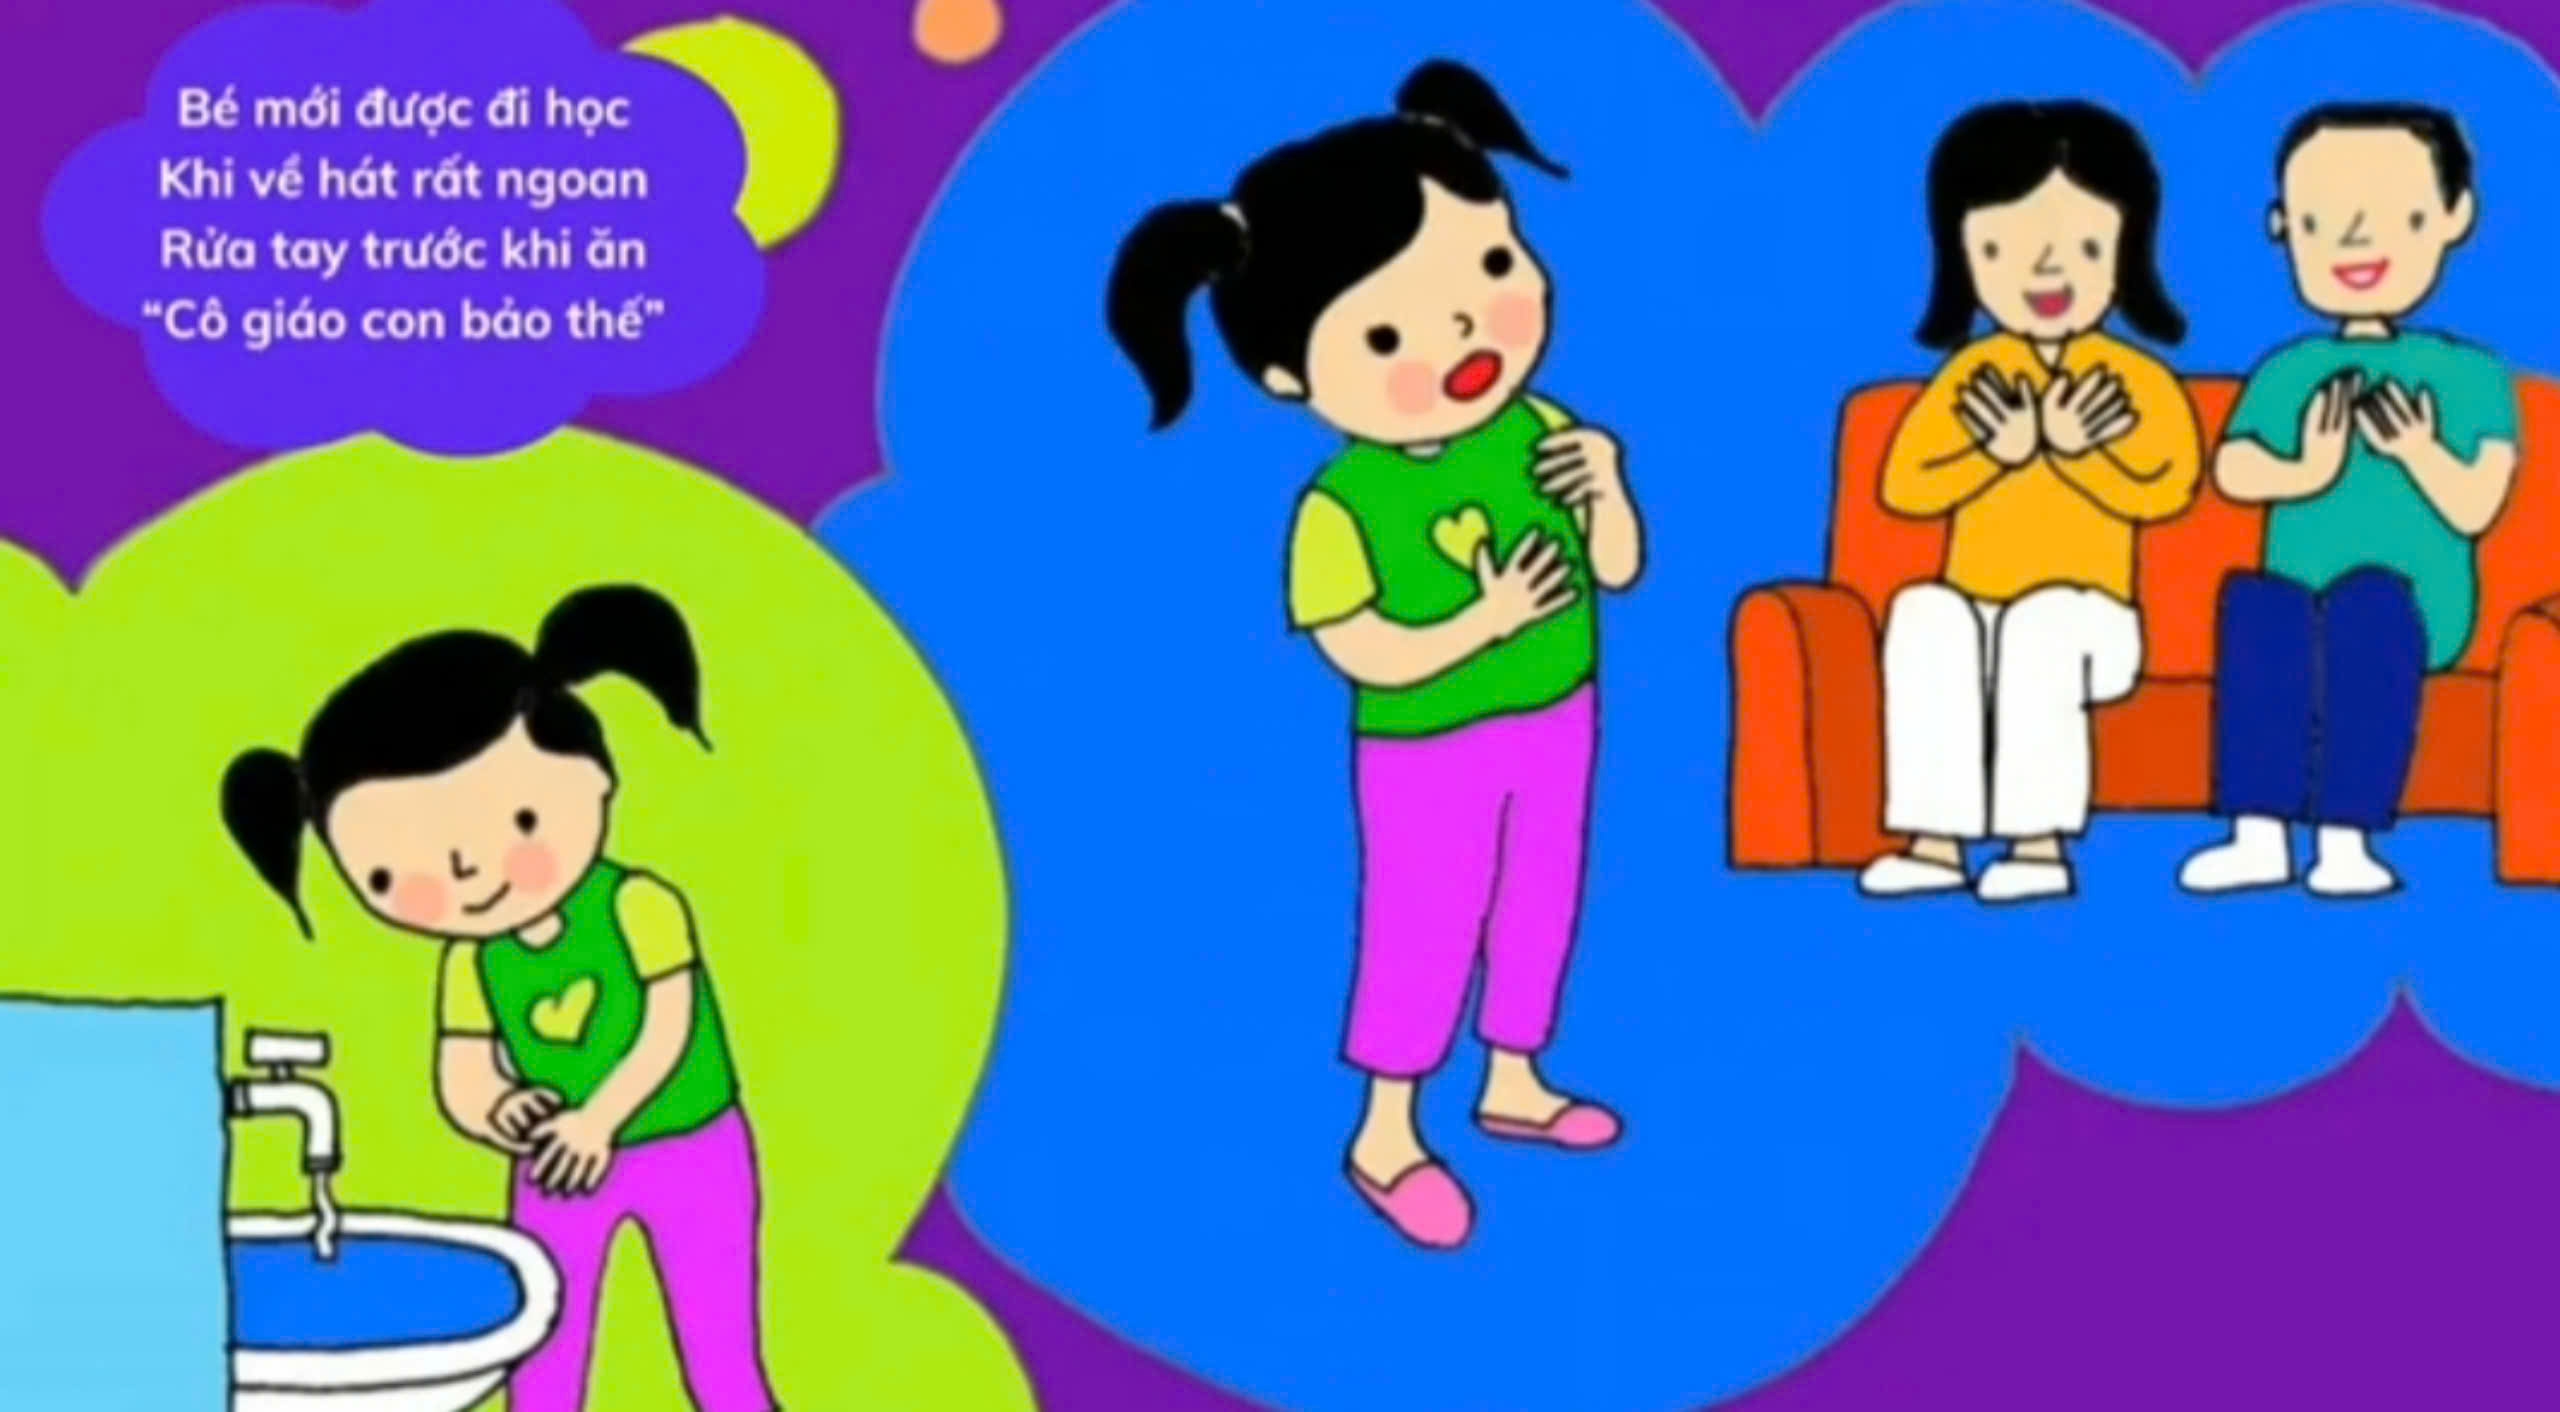 Bé mới được đi học
Khi về hát rất ngoan
Rửa tay trước khi ăn
“Cô giáo con bảo thế”